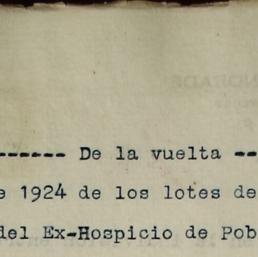 ------ De la vuelta --
e 1924 de los lotes de
del Ex-Hospicio de Pob